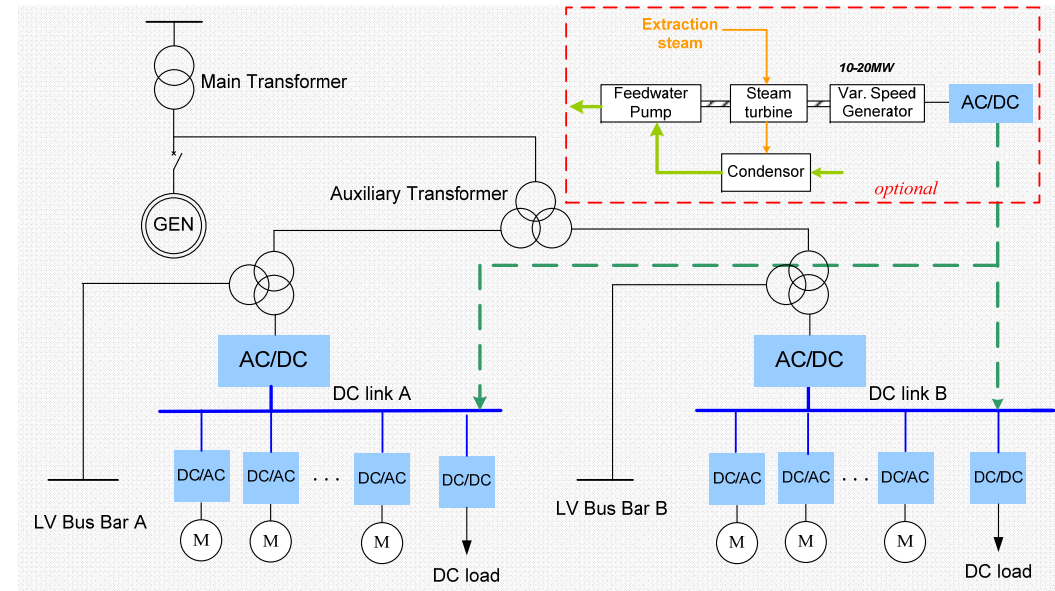 Extraction
steam
10-20MW
Main Transformer
Feedwater
Pump
Steam
turbine
Var. Speed
Generator
AC/DC
Condensor
optional
Auxiliary Transformer
GEN
AC/DC
AC/DC
DC link A
DC link B
DC/AC
DC/AC
. . .
DC/AC
DC/DC
DC/AC
DC/AC
. . .
DC/AC
DC/DC
LV Bus Bar A
LV Bus Bar B
M
M
M
M
M
M
DC load
DC load